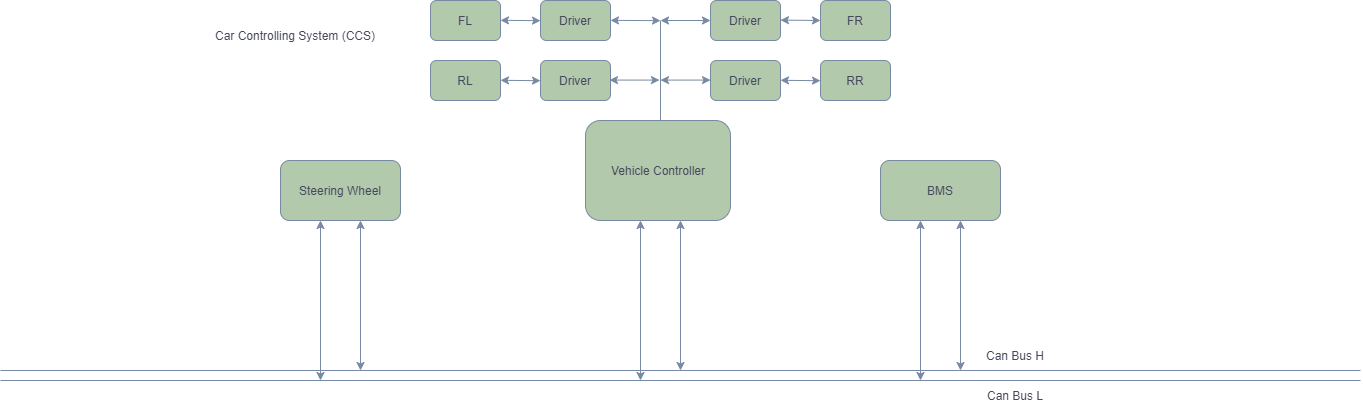 FL
Driver
Driver
FR
Car Controlling System (CCS)
RL
Driver
Driver
RR
Vehicle Controller
Steering Wheel
BMS
Can Bus H
Can Bus L